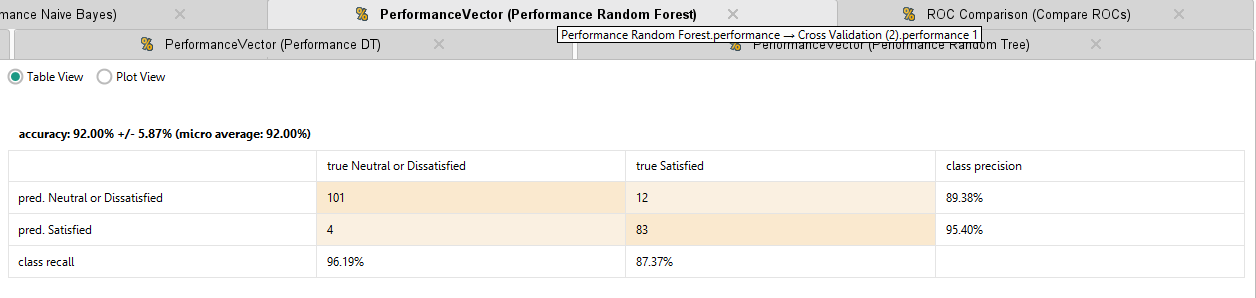 mance Naive Bayes)
PerformanceVector (Performance Random Forest)
ROC Comparison (Compare ROCs)
PerformanceVector (Performance DT)
Performance Random Forest.performance → Cross Validation (2).performance 1
PerformanceVector (Performance Random Tree)
Table View
Plot View
accuracy: 92.00% +/- 5.87% (micro average: 92.00%)
true Neutral or Dissatisfied true Satisfied class precision
pred. Neutral or Dissatisfied 101 12 89.38%
pred. Satisfied 4 83 95.40%
class recall 96.19% 87.37%